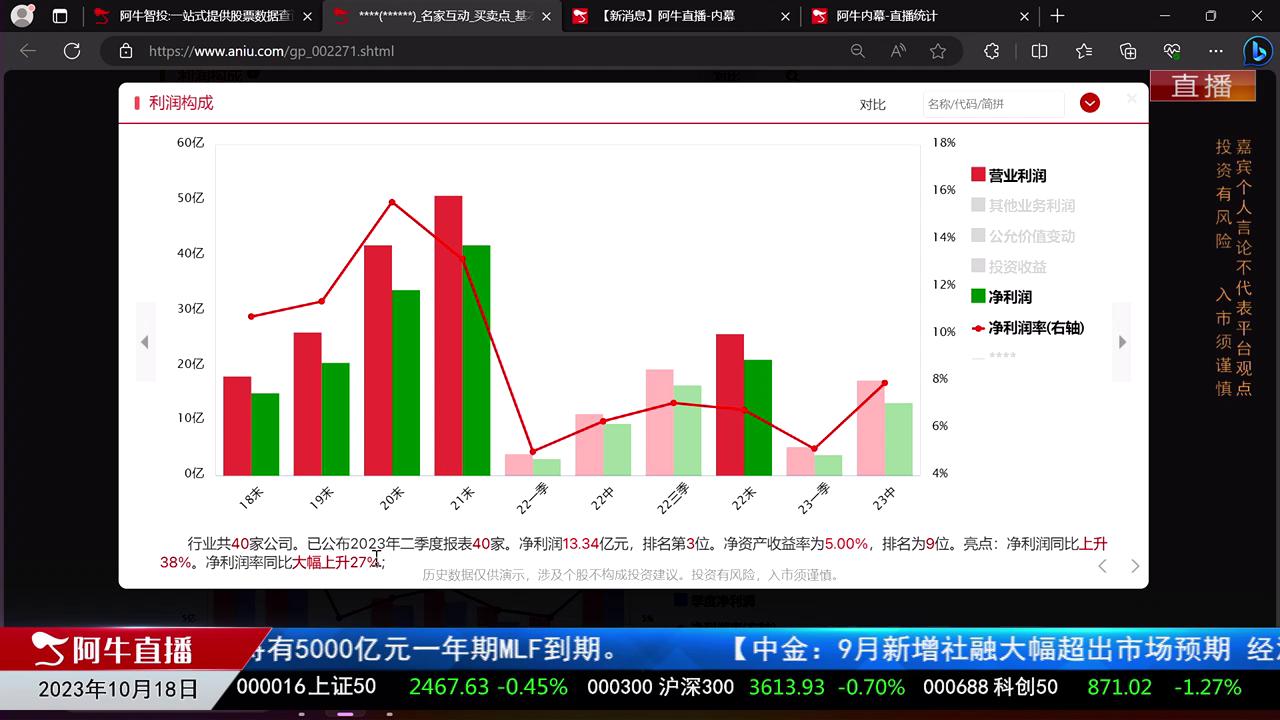 阿牛智投:一站式提供股票数据直
****(******)_名家互动_买卖点_基本
【新消息】阿牛直播-内幕
阿牛内幕-直播统计
https://www.aniu.com/gp_002271.shtml
直播
利润构成
对比
名称/代码/简拼
60亿
50亿
40亿
30亿
20亿
10亿
0亿
18%
16%
14%
12%
10%
8%
6%
4%
营业利润
其他业务利润
公允价值变动
投资收益
净利润
净利润率(右轴)
****
18末
19末
20末
21末
22一季
22中
22三季
22末
23一季
23中
嘉宾个人言论不代表平台观点
投资有风险 入市须谨慎
行业共40家公司。已公布2023年二季度报表40家。净利润13.34亿元，排名第3位。净资产收益率为5.00%，排名为9位。亮点：净利润同比上升
38%。净利润率同比大幅上升27%;
历史数据仅供演示，涉及个股不构成投资建议。投资有风险，入市须谨慎。
季度净利润
阿牛直播
有5000亿元一年期MLF到期。 【中金：9月新增社融大幅超出市场预期 经
2023年10月18日
000016上证50 2467.63 -0.45% 000300 沪深300 3613.93 -0.70% 000688 科创50 871.02 -1.27%